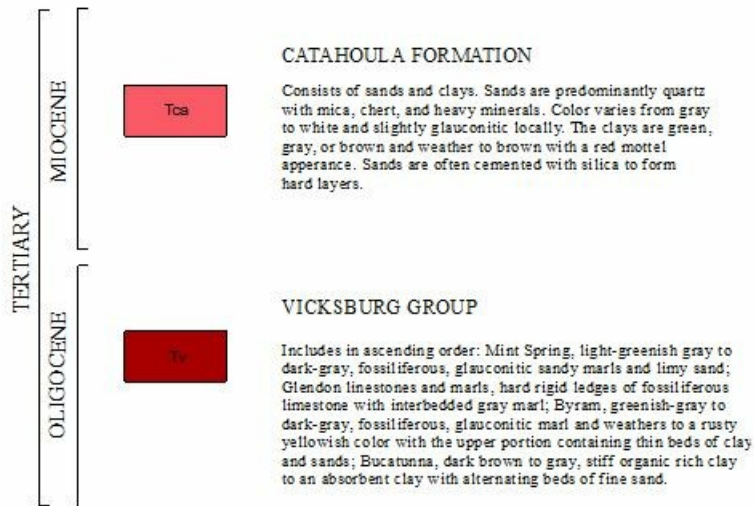 TERTIARY
MIOCENE
Tca
CATAHOULA FORMATION
Consists of sands and clays. Sands are predominantly quartz
with mica, chert, and heavy minerals. Color varies from gray
to white and slightly glauconitic locally. The clays are green,
gray, or brown and weather to brown with a red mottel
apperance. Sands are often cemented with silica to form
hard layers.
OLIGOCENE
Tv
VICKSBURG GROUP
Includes in ascending order: Mint Spring, light-greenish gray to
dark-gray, fossiliferous, glauconitic sandy marls and limy sand;
Glendon linestones and marls, hard rigid ledges of fossiliferous
limestone with interbedded gray marl; Byram, greenish-gray to
dark-gray, fossiliferous, glauconitic marl and weathers to a rusty
yellowish color with the upper portion containing thin beds of clay
and sands; Bucatunna, dark brown to gray, stiff organic rich clay
to an absorbent clay with alternating beds of fine sand.